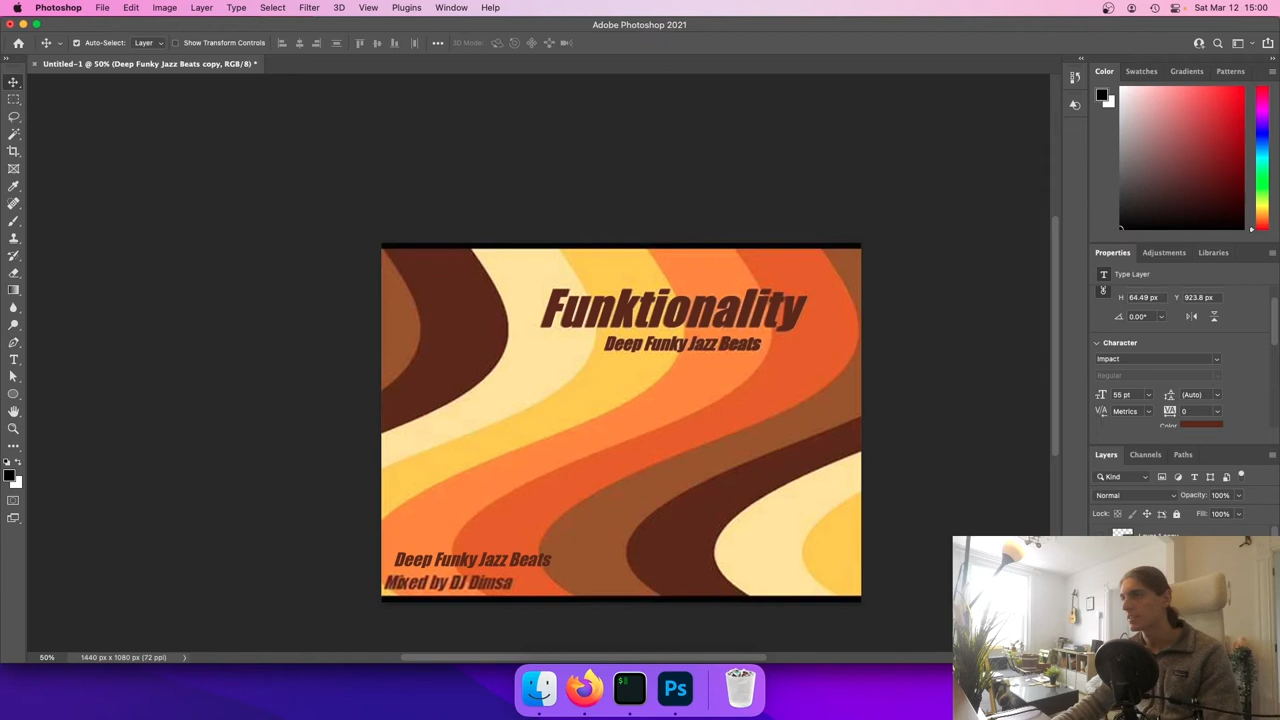 Photoshop File Edit Image Layer Type Select Filter 3D View Plugins Window Help Sat Mar 12 15:00
Adobe Photoshop 2021
Auto-Select: Layer Show Transform Controls 3D Mode:
Untitled-1 @ 50% (Deep Funky Jazz Beats copy, RGB/8) *
Color Swatches Gradients Patterns
Properties Adjustments Libraries
Type Layer
H 64.49 px Y 923.8 px
0.00°
Character
Impact
Regular
55 pt (Auto)
Metrics 0
Color
Layers Channels Paths
Kind
Normal Opacity: 100%
Lock: Fill: 100%
Funktionality
Deep Funky Jazz Beats
Deep Funky Jazz Beats
Mixed by DJ Dimsa
50% 1440 px x 1080 px (72 ppi)
$
Ps